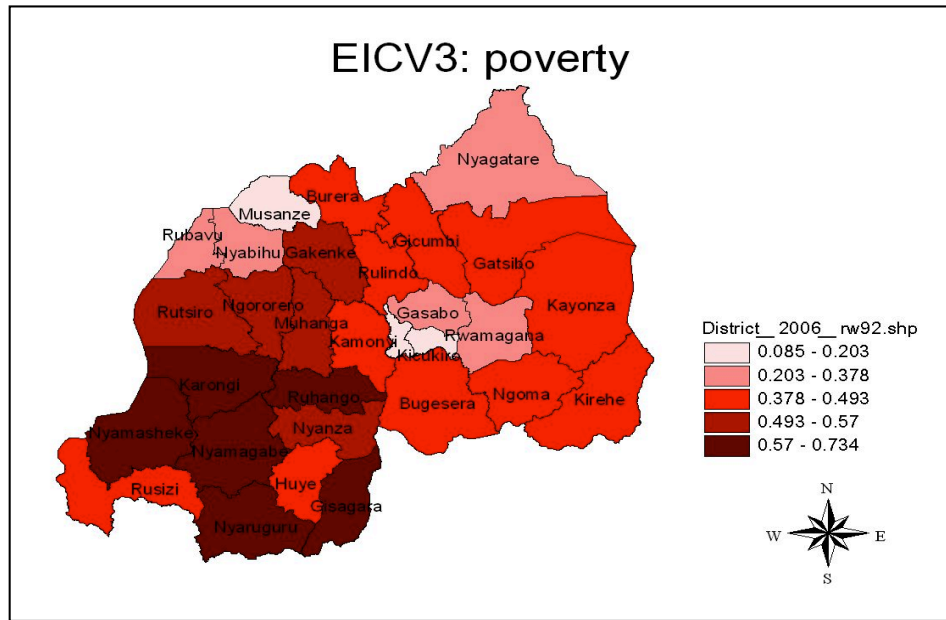 EICV3: poverty
Nyagatare
Burera
Musanze
Rubavu
Nyabihu
Gakenke
Gicumbi
Rulindo
Gatsibo
Kayonza
Gasabo
Rwamagana
Rutsiro
Ngororero
Muhanga
Kamonyi
Kicukiro
Karongi
Ruhango
Bugesera
Ngoma
Kirehe
Nyamasheke
Nyanza
Nyamagabe
Huye
Rusizi
Gisagara
Nyaruguru
District__2006__rw92.shp
0.085 - 0.203
0.203 - 0.378
0.378 - 0.493
0.493 - 0.57
0.57 - 0.734
N
W E
S